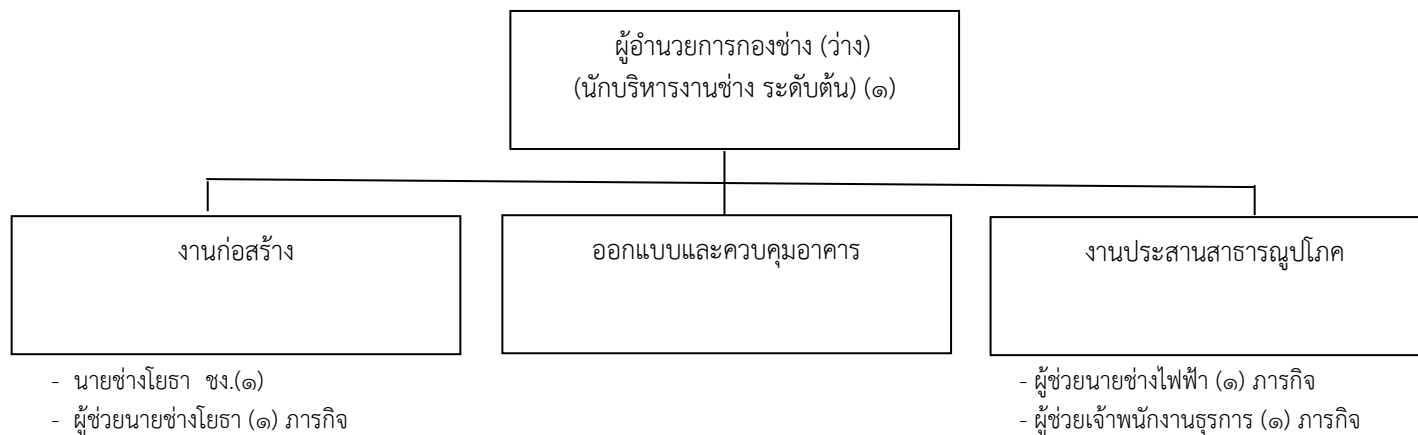 ผู้อำนวยการกองช่าง (ว่าง)
(นักบริหารงานช่าง ระดับต้น) (๑)
งานก่อสร้าง
ออกแบบและควบคุมอาคาร
งานประสานสาธารณูปโภค
- นายช่างโยธา ชง.(๑)
- ผู้ช่วยนายช่างโยธา (๑) ภารกิจ
- ผู้ช่วยนายช่างไฟฟ้า (๑) ภารกิจ
- ผู้ช่วยเจ้าพนักงานธุรการ (๑) ภารกิจ